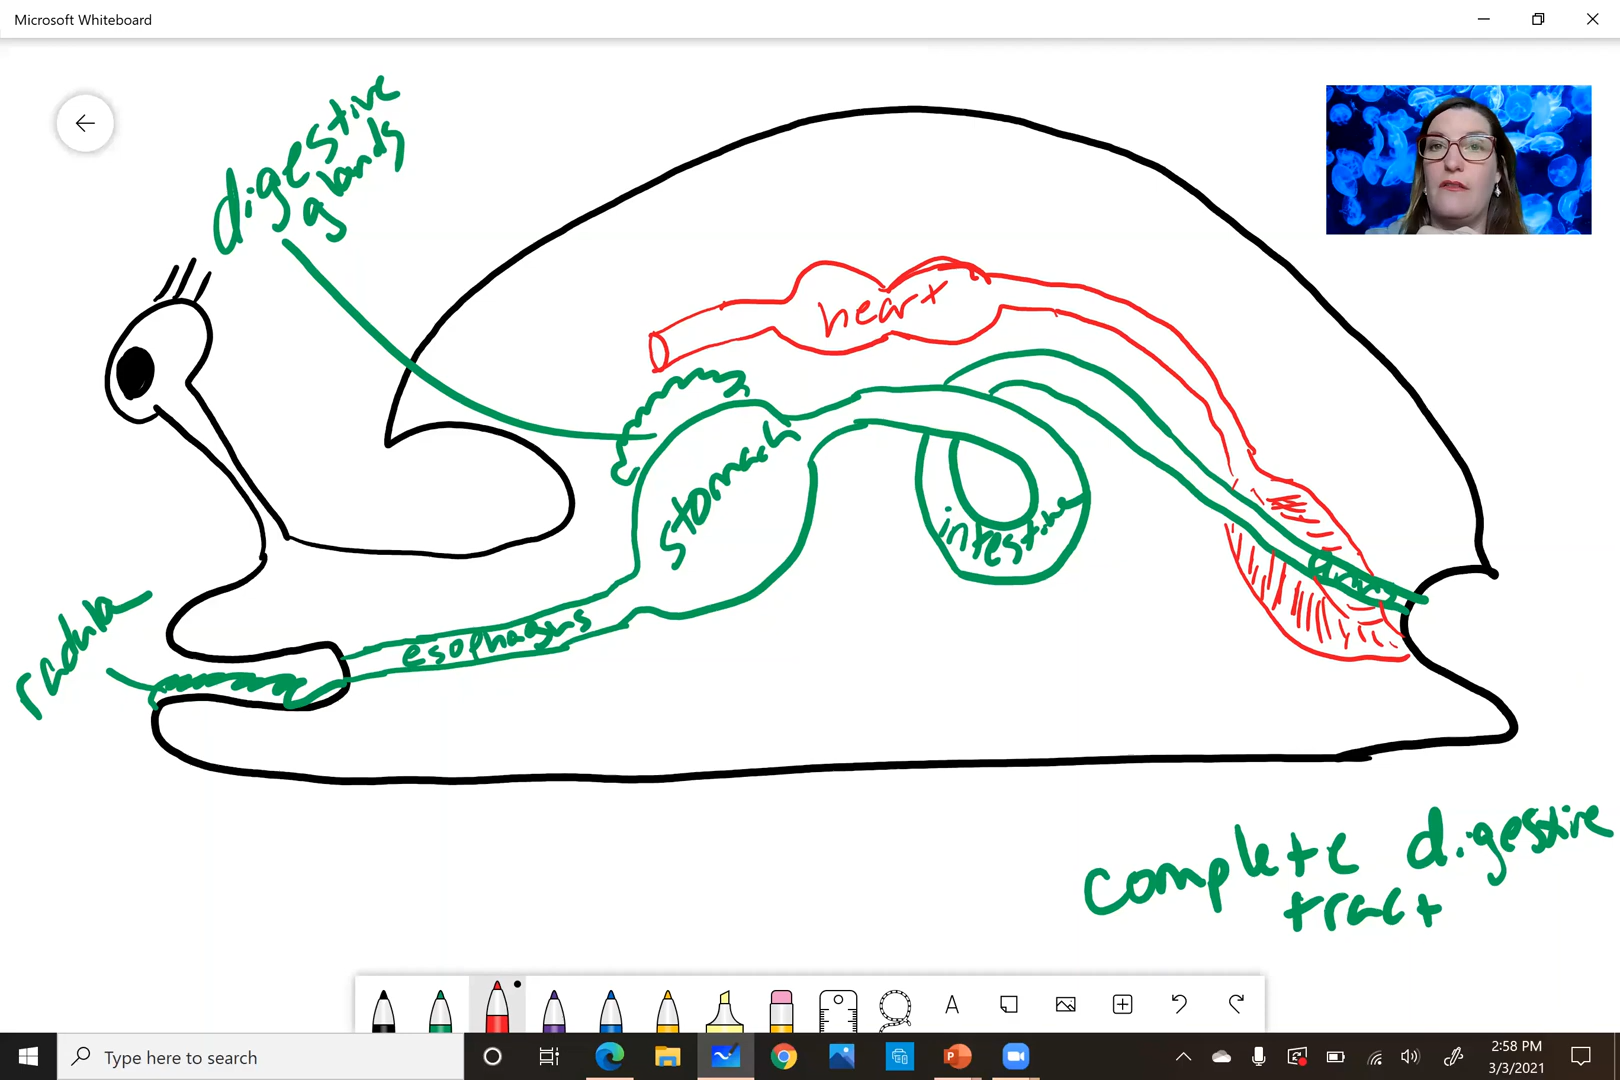 Microsoft Whiteboard
digestive
glands
heart
stomach
intestine
anus
radula
esophagus
complete digestive
tract
A
Type here to search
2:58 PM
3/3/2021